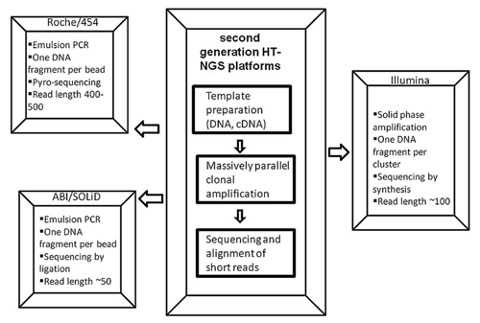 Roche/454
▪Emulsion PCR
▪One DNA
fragment per bead
▪Pyro-sequencing
▪Read length 400-
500
ABI/SOLiD
▪Emulsion PCR
▪One DNA
fragment per bead
▪Sequencing by
ligation
▪Read length ~50
second
generation HT-
NGS platforms
Template
preparation
(DNA, cDNA)
Massively parallel
clonal
amplification
Sequencing and
alignment of
short reads
Illumina
▪Solid phase
amplification
▪One DNA
fragment per
cluster
▪Sequencing by
synthesis
▪Read length ~100